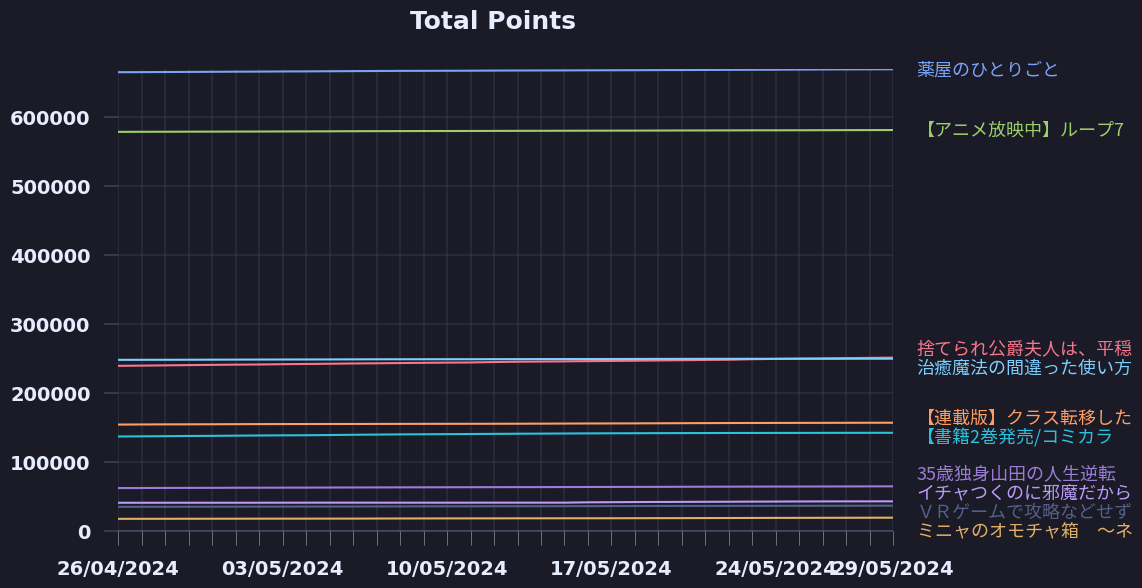 Total Points
薬屋のひとりごと
600000
【アニメ放映中】ループ7
500000
400000
300000
捨てられ公爵夫人は、平穏
治癒魔法の間違った使い方
200000
【連載版】クラス転移した
【書籍2巻発売/コミカラ
100000
35歳独身山田の人生逆転
イチャつくのに邪魔だから
ＶＲゲームで攻略などせず
ミニャのオモチャ箱　～ネ
0
26/04/2024
03/05/2024
10/05/2024
17/05/2024
24/05/2024
29/05/2024